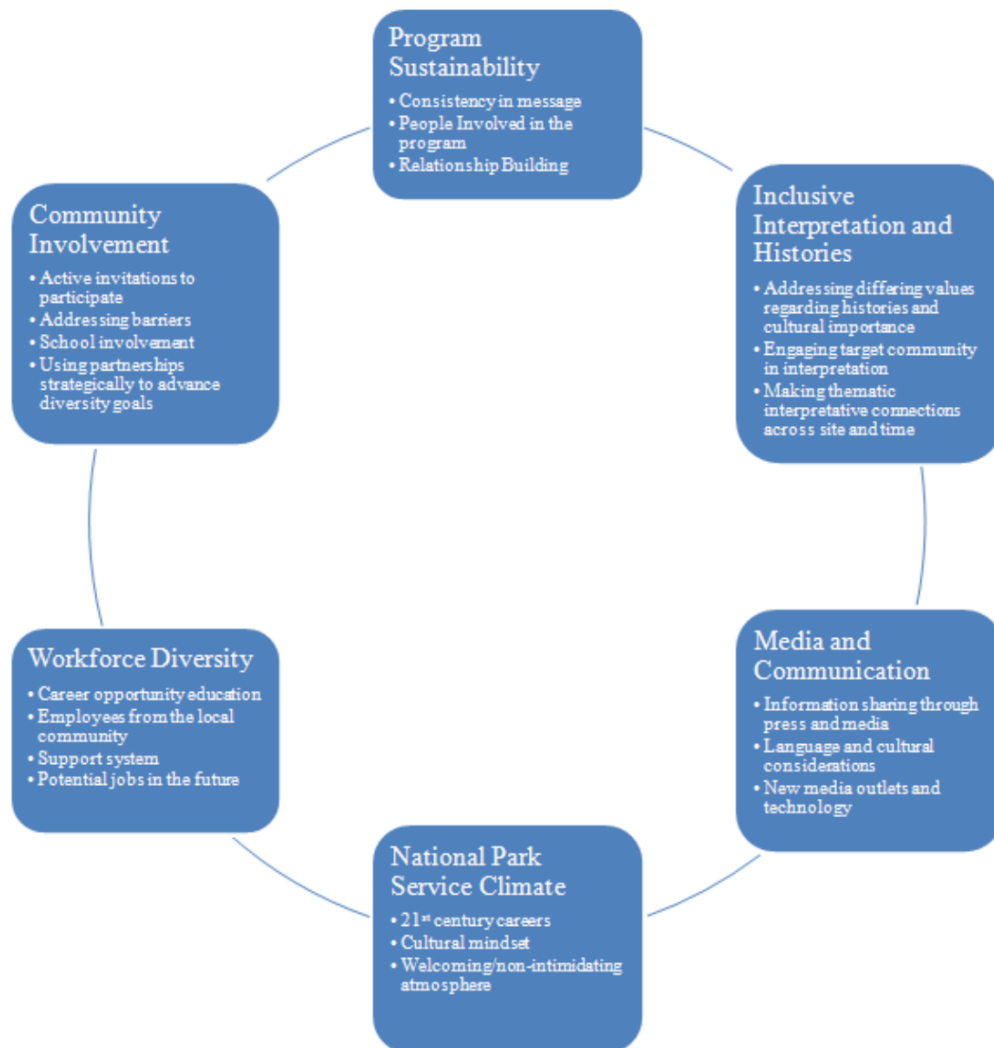 Program
Sustainability
• Consistency in message
• People Involved in the
program
• Relationship Building
Inclusive
Interpretation and
Histories
• Addressing differing values
regarding histories and
cultural importance
• Engaging target community
in interpretation
• Making thematic
interpretative connections
across site and time
Media and
Communication
• Information sharing through
press and media
• Language and cultural
considerations
• New media outlets and
technology
National Park
Service Climate
• 21st century careers
• Cultural mindset
• Welcoming/non-intimidating
atmosphere
Workforce Diversity
• Career opportunity education
• Employees from the local
community
• Support system
• Potential jobs in the future
Community
Involvement
• Active invitations to
participate
• Addressing barriers
• School involvement
• Using partnerships
strategically to advance
diversity goals